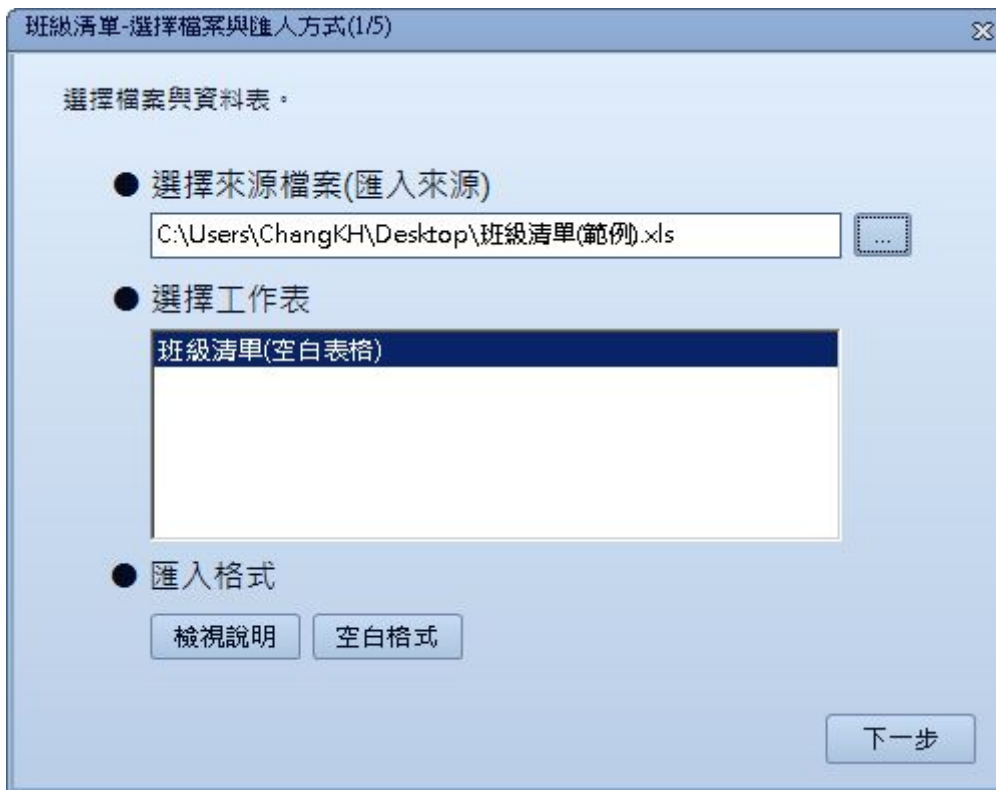 班級清單-選擇檔案與匯入方式(1/5)
選擇檔案與資料表。
選擇來源檔案(匯入來源)
C:\Users\ChangKH\Desktop\班級清單(範例).xls
...
選擇工作表
班級清單(空白表格)
匯入格式
檢視說明 空白格式
下一步